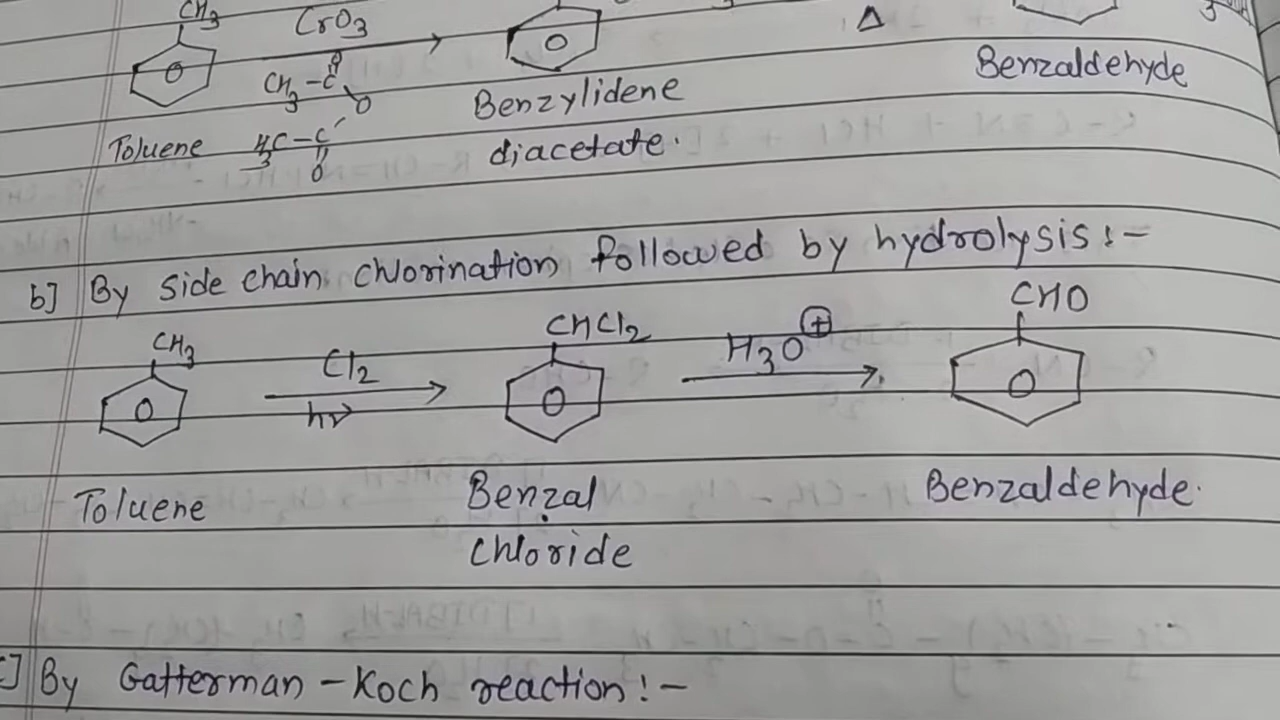 CH3 CrO3 Δ
CH3-C O
O
Benzaldehyde
Benzylidene
Toluene H3C-C
O
diacetate.
b] By side chain chlorination followed by hydrolysis:-
CH3 Cl2 CHCl2 H3O⊕ CHO
hν
Toluene Benzal Benzaldehyde.
chloride
By Gatterman-Koch reaction:-